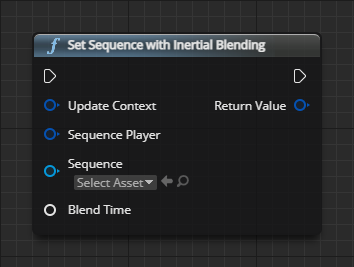 Set Sequence with Inertial Blending
Update Context
Return Value
Sequence Player
Sequence
Select Asset
Blend Time